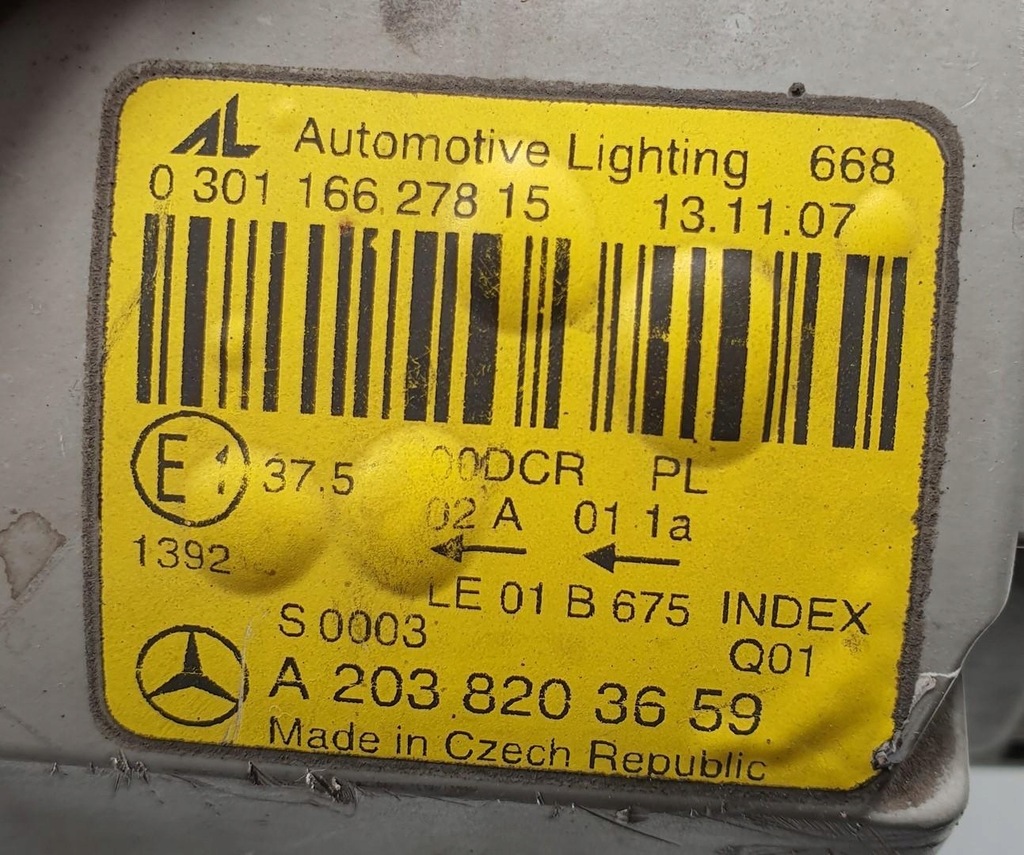 AL Automotive Lighting 668
0 301 166 278 15 13.11.07
E1 37.5 00DCR PL
02 A 01 1a
1392
LE 01 B 675 INDEX
S 0003 Q01
A 203 820 36 59
Made in Czech Republic